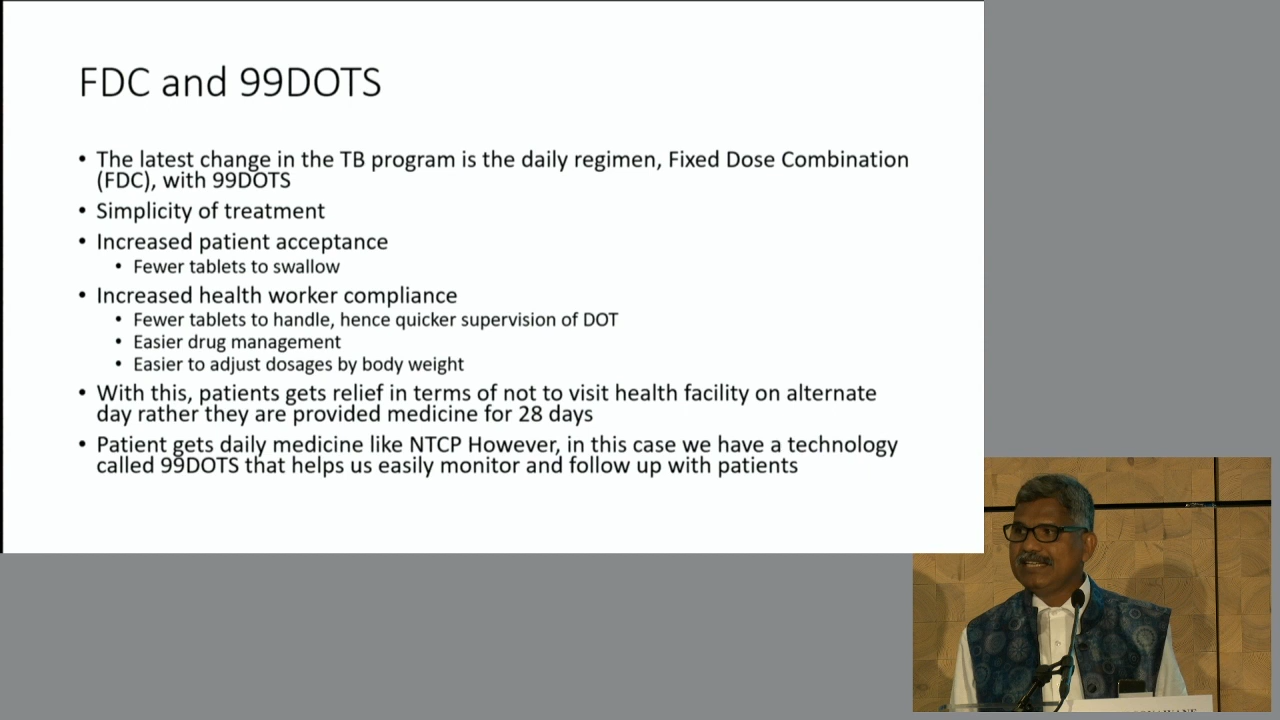 FDC and 99DOTS
• The latest change in the TB program is the daily regimen, Fixed Dose Combination
(FDC), with 99DOTS
• Simplicity of treatment
• Increased patient acceptance
• Fewer tablets to swallow
• Increased health worker compliance
• Fewer tablets to handle, hence quicker supervision of DOT
• Easier drug management
• Easier to adjust dosages by body weight
• With this, patients gets relief in terms of not to visit health facility on alternate
day rather they are provided medicine for 28 days
• Patient gets daily medicine like NTCP However, in this case we have a technology
called 99DOTS that helps us easily monitor and follow up with patients